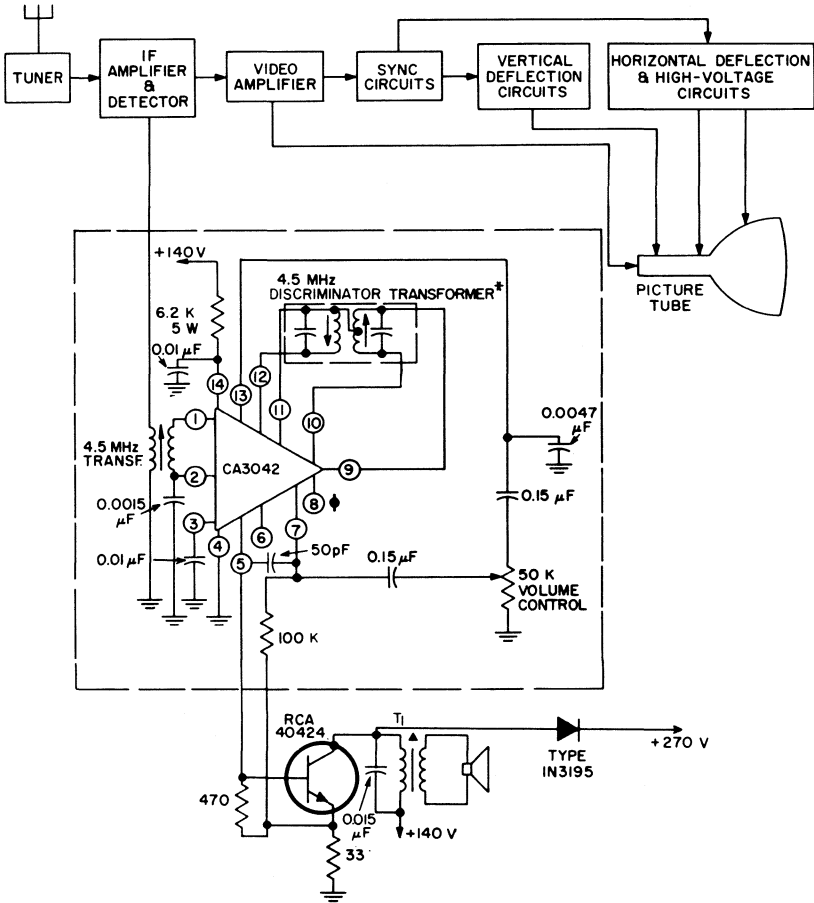 TUNER
IF
AMPLIFIER
&
DETECTOR
VIDEO
AMPLIFIER
SYNC
CIRCUITS
VERTICAL
DEFLECTION
CIRCUITS
HORIZONTAL DEFLECTION
& HIGH-VOLTAGE
CIRCUITS
PICTURE
TUBE
+140 V
6.2 K
5 W
0.01 µF
4.5 MHz
DISCRIMINATOR TRANSFORMER*
14
13
12
11
10
1
2
3
4
5
6
7
8 ϕ
9
CA3042
4.5 MHz
TRANSF.
0.0015
µF
0.01 µF
50 pF
0.15 µF
0.0047
µF
0.15 µF
50 K
VOLUME
CONTROL
100 K
RCA
40424
T1
470
0.015
µF
+140 V
33
TYPE
IN3195
+270 V